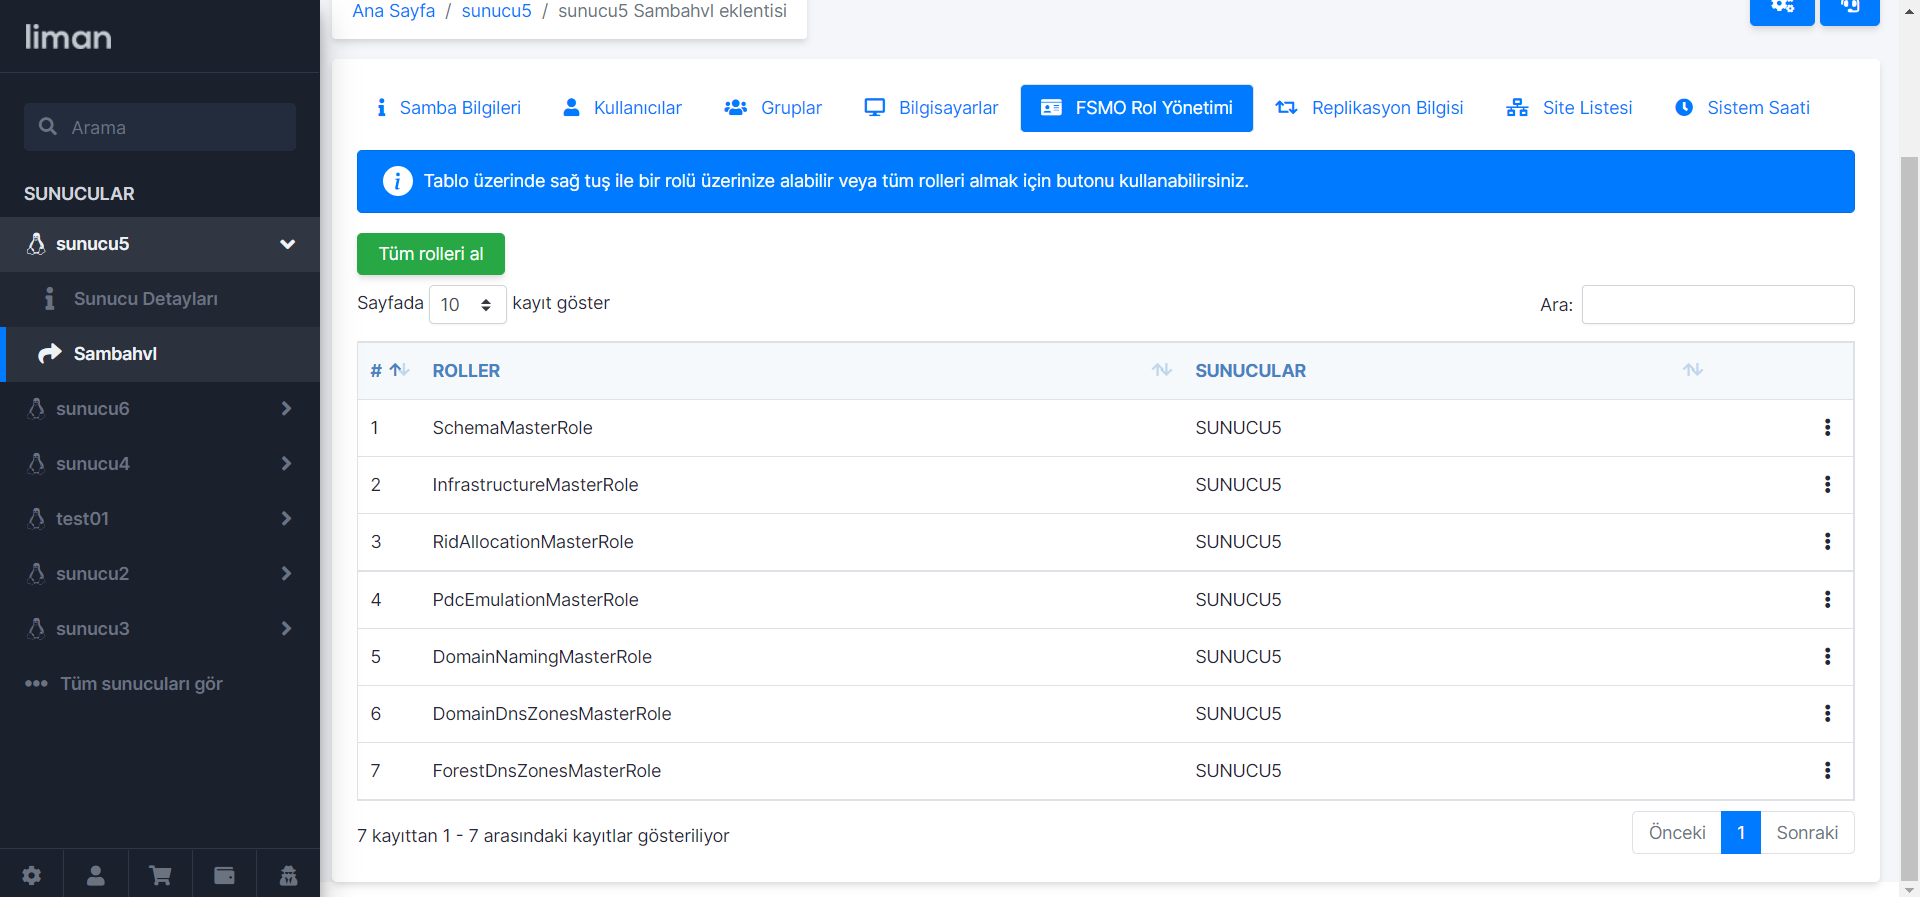 liman
Arama
SUNUCULAR
sunucu5
Sunucu Detayları
Sambahvl
sunucu6
sunucu4
test01
sunucu2
sunucu3
Tüm sunucuları gör
Ana Sayfa / sunucu5 / sunucu5 Sambahvl eklentisi
Samba Bilgileri Kullanıcılar Gruplar Bilgisayarlar FSMO Rol Yönetimi Replikasyon Bilgisi Site Listesi Sistem Saati
Tablo üzerinde sağ tuş ile bir rolü üzerinize alabilir veya tüm rolleri almak için butonu kullanabilirsiniz.
Tüm rolleri al
Sayfada 10 kayıt göster Ara:
# ROLLER SUNUCULAR
1 SchemaMasterRole SUNUCU5
2 InfrastructureMasterRole SUNUCU5
3 RidAllocationMasterRole SUNUCU5
4 PdcEmulationMasterRole SUNUCU5
5 DomainNamingMasterRole SUNUCU5
6 DomainDnsZonesMasterRole SUNUCU5
7 ForestDnsZonesMasterRole SUNUCU5
7 kayıttan 1 - 7 arasındaki kayıtlar gösteriliyor
Önceki 1 Sonraki